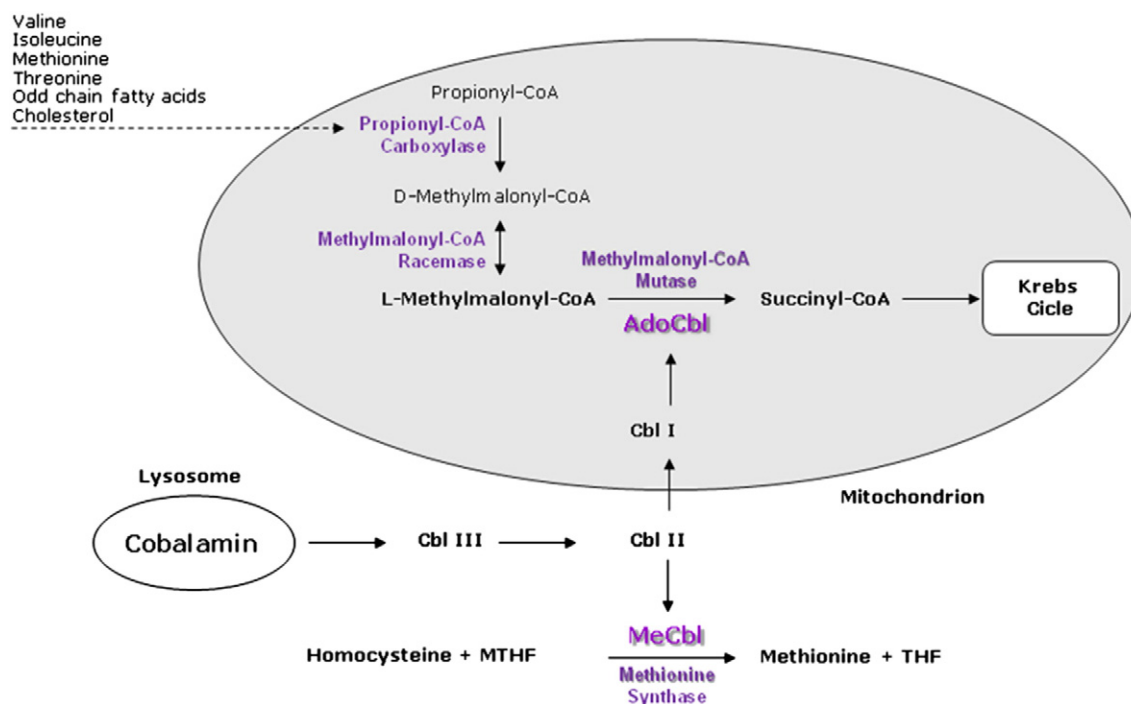 Valine
Isoleucine
Methionine
Threonine
Odd chain fatty acids
Cholesterol
Propionyl-CoA
Propionyl-CoA
Carboxylase
D-Methylmalonyl-CoA
Methylmalonyl-CoA
Racemase
Methylmalonyl-CoA
Mutase
L-Methylmalonyl-CoA
Succinyl-CoA
Krebs
Cicle
AdoCbl
Cbl I
Lysosome
Mitochondrion
Cobalamin
Cbl III
Cbl II
MeCbl
Homocysteine + MTHF
Methionine + THF
Methionine
Synthase